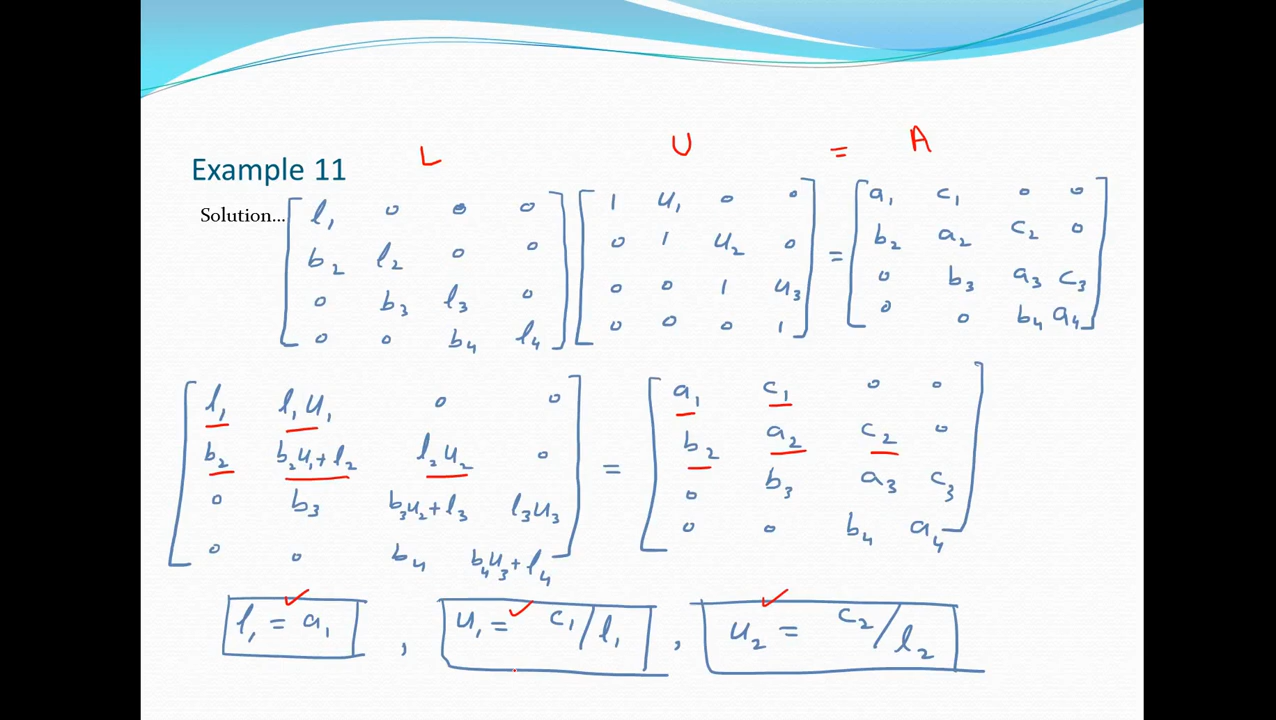 L U = A
Example 11
Solution...
[ l₁ 0 0 0 ] [ 1 u₁ 0 0 ] [ a₁ c₁ 0 0 ]
[ b₂ l₂ 0 0 ] [ 0 1 u₂ 0 ] = [ b₂ a₂ c₂ 0 ]
[ 0 b₃ l₃ 0 ] [ 0 0 1 u₃ ] [ 0 b₃ a₃ c₃ ]
[ 0 0 b₄ l₄ ] [ 0 0 0 1 ] [ 0 0 b₄ a₄ ]
[ l₁ l₁u₁ 0 0 ] [ a₁ c₁ 0 0 ]
[ b₂ b₂u₁+l₂ l₂u₂ 0 ] = [ b₂ a₂ c₂ 0 ]
[ 0 b₃ b₃u₂+l₃ l₃u₃ ] [ 0 b₃ a₃ c₃ ]
[ 0 0 b₄ b₄u₃+l₄ ] [ 0 0 b₄ a₄ ]
l₁ = a₁ , u₁ = c₁/l₁ , u₂ = c₂/l₂